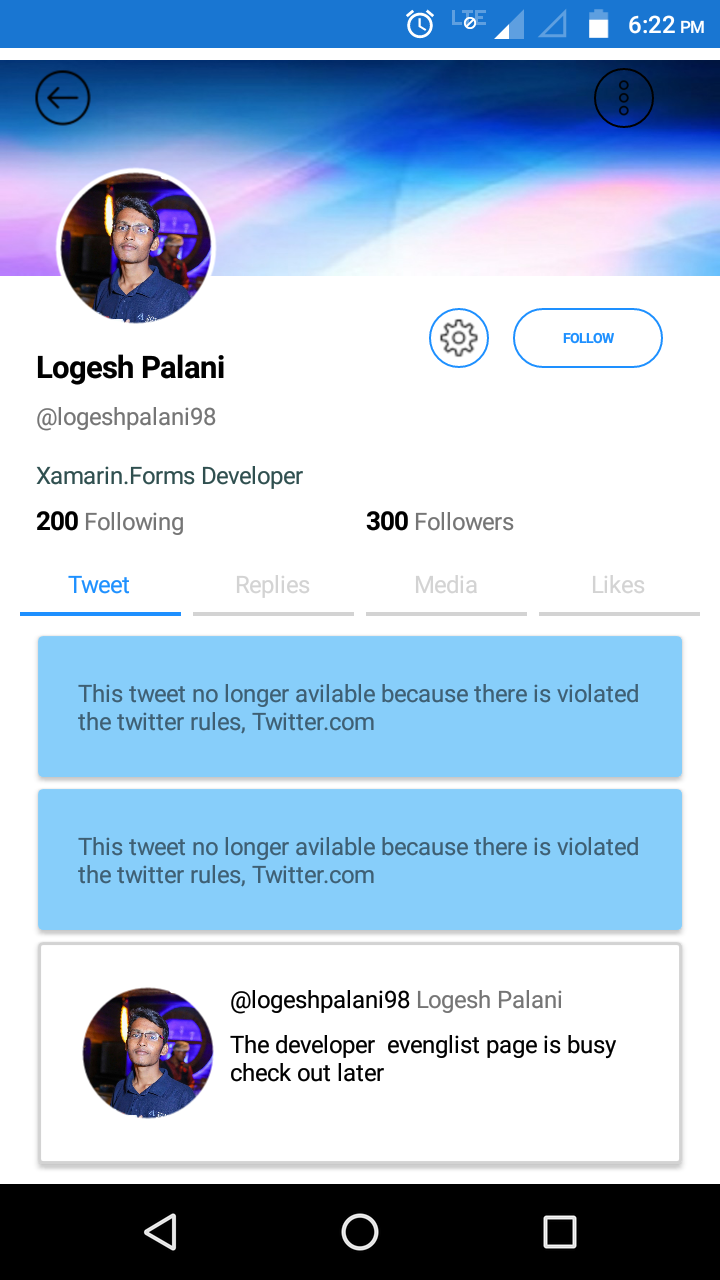 LTE 6:22 PM
FOLLOW
Logesh Palani
@logeshpalani98
Xamarin.Forms Developer
200 Following 300 Followers
Tweet Replies Media Likes
This tweet no longer avilable because there is violated
the twitter rules, Twitter.com
This tweet no longer avilable because there is violated
the twitter rules, Twitter.com
@logeshpalani98 Logesh Palani
The developer  evenglist page is busy
check out later